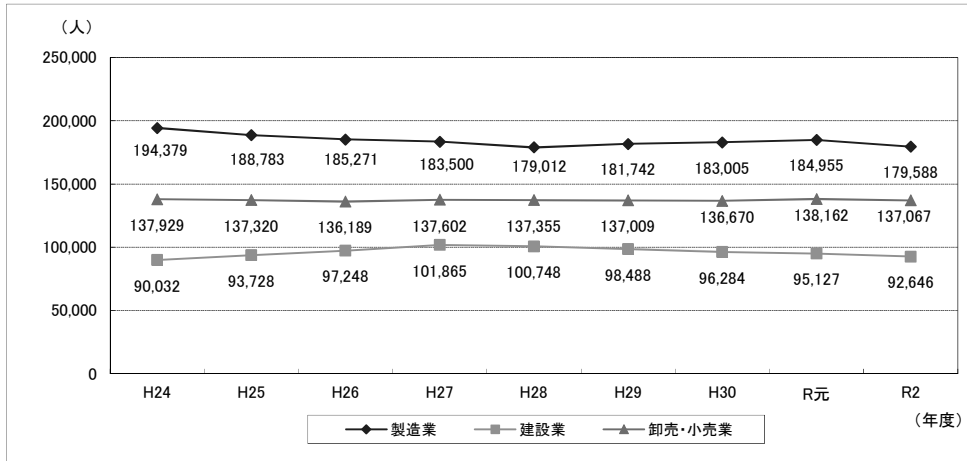 （人）
250,000
200,000
194,379 188,783 185,271 183,500 179,012 181,742 183,005 184,955 179,588
150,000
137,929 137,320 136,189 137,602 137,355 137,009 136,670 138,162 137,067
100,000
90,032 93,728 97,248 101,865 100,748 98,488 96,284 95,127 92,646
50,000
0
H24 H25 H26 H27 H28 H29 H30 R元 R2
（年度）
製造業 建設業 卸売・小売業